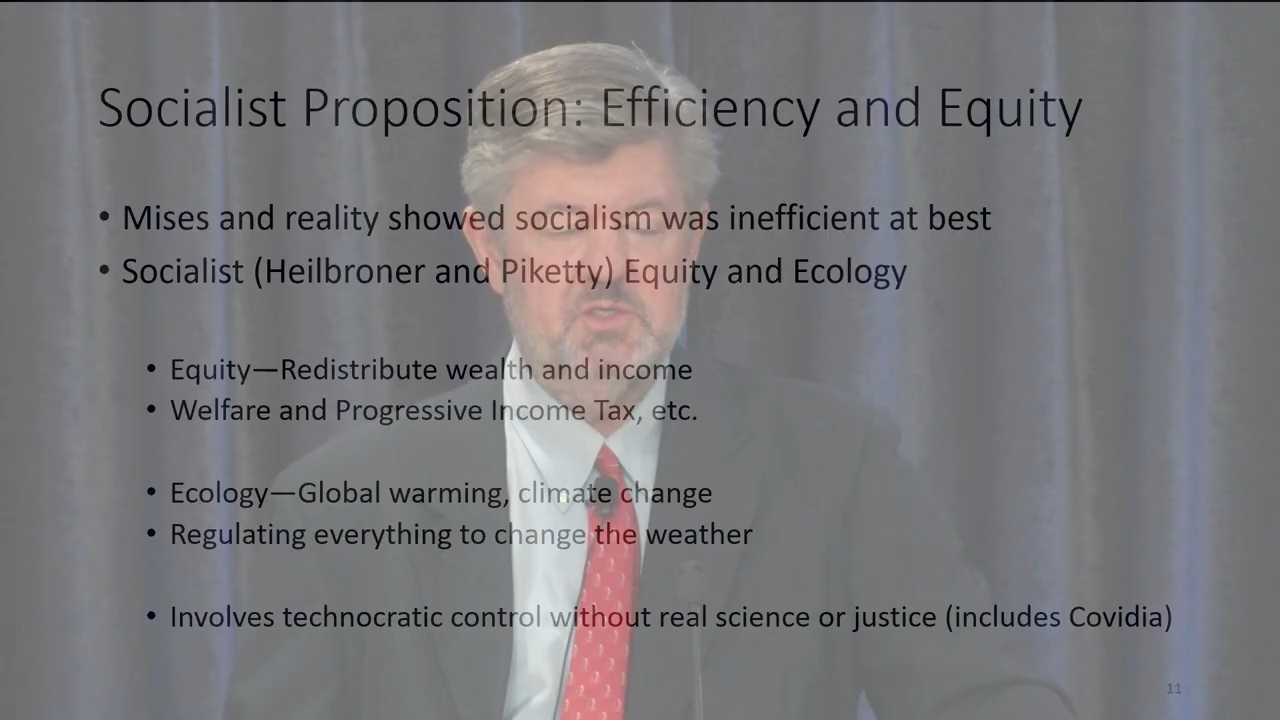 Socialist Proposition: Efficiency and Equity
• Mises and reality showed socialism was inefficient at best
• Socialist (Heilbroner and Piketty) Equity and Ecology
• Equity—Redistribute wealth and income
• Welfare and Progressive Income Tax, etc.
• Ecology—Global warming, climate change
• Regulating everything to change the weather
• Involves technocratic control without real science or justice (includes Covidia)
11